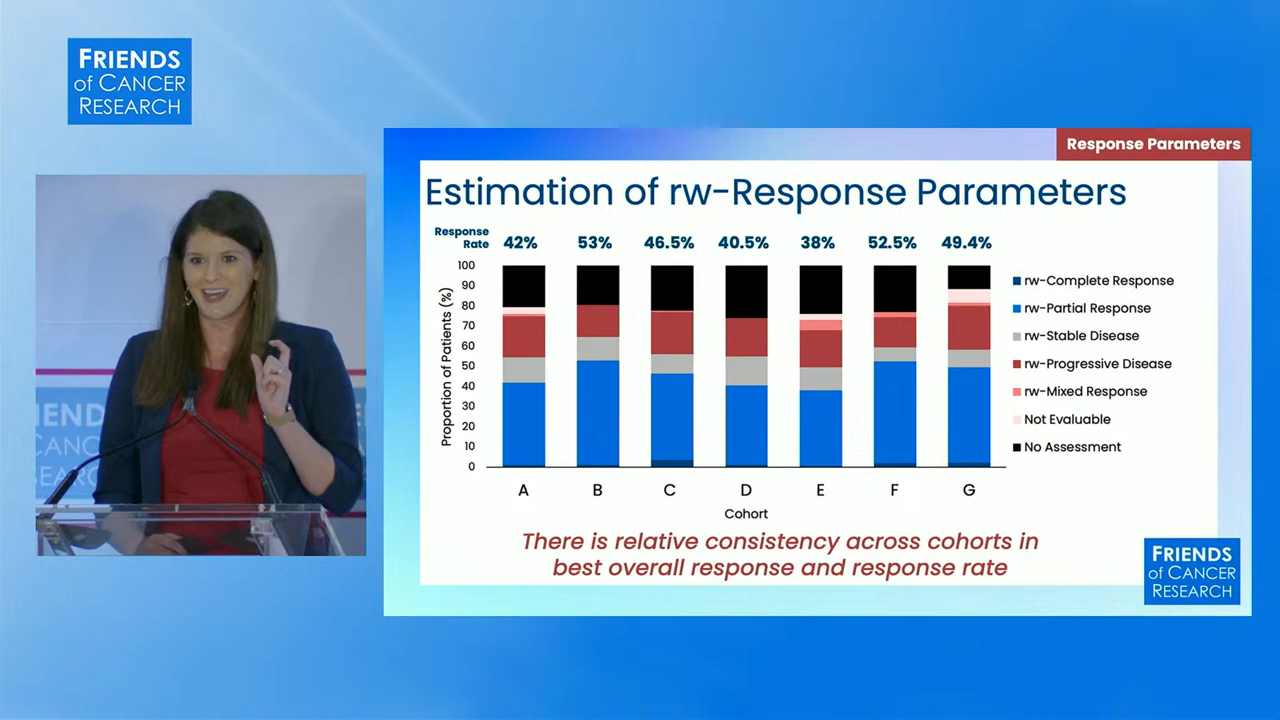 FRIENDS
of CANCER
RESEARCH
Response Parameters
Estimation of rw-Response Parameters
Response
Rate
42% 53% 46.5% 40.5% 38% 52.5% 49.4%
Proportion of Patients (%)
100
90
80
70
60
50
40
30
20
10
0
A B C D E F G
Cohort
rw-Complete Response
rw-Partial Response
rw-Stable Disease
rw-Progressive Disease
rw-Mixed Response
Not Evaluable
No Assessment
There is relative consistency across cohorts in
best overall response and response rate
FRIENDS
of CANCER
RESEARCH